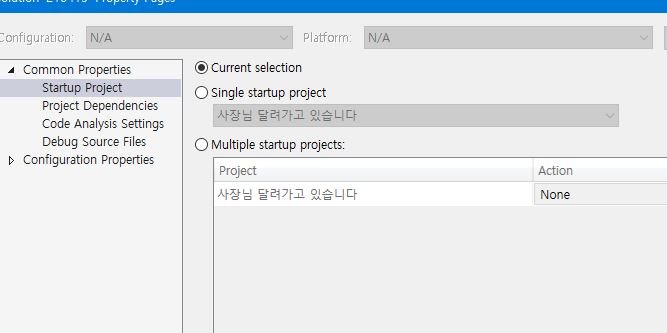 Property Pages
Configuration: N/A Platform: N/A
Common Properties
Startup Project
Project Dependencies
Code Analysis Settings
Debug Source Files
Configuration Properties
Current selection
Single startup project
사장님 달려가고 있습니다
Multiple startup projects:
Project Action
사장님 달려가고 있습니다 None